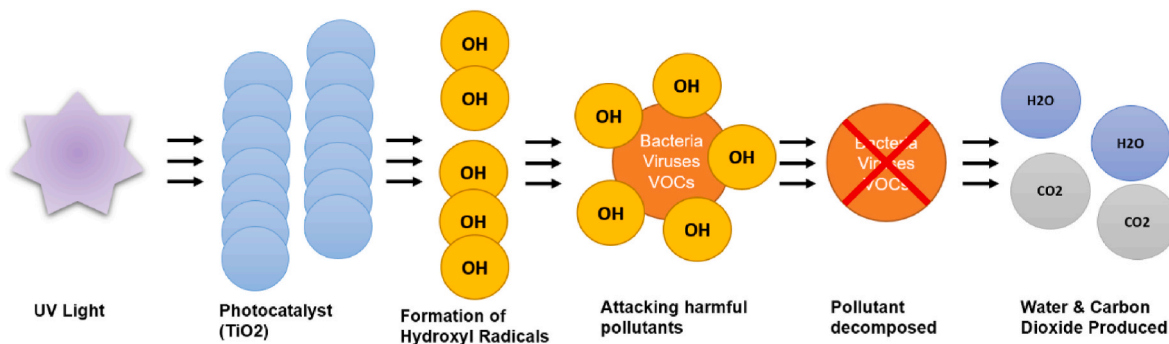 OH
OH
OH
OH
OH
OH
OH
OH
OH
OH
Bacteria
Viruses
VOCs
Bacteria
Viruses
VOCs
H2O
H2O
CO2
CO2
UV Light
Photocatalyst
(TiO2)
Formation of
Hydroxyl Radicals
Attacking harmful
pollutants
Pollutant
decomposed
Water & Carbon
Dioxide Produced